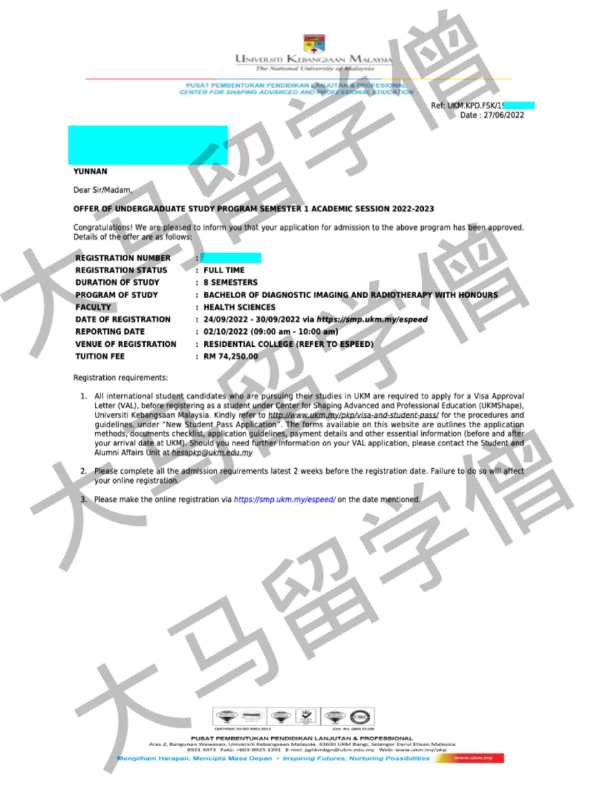 UNIVERSITI KEBANGSAAN MALAYSIA
The National University of Malaysia
PUSAT PEMBENTUKAN PENDIDIKAN LANJUTAN & PROFESSIONAL
CENTER FOR SHAPING ADVANCED AND PROFESSIONAL EDUCATION
Ref: UKM.KPD.FSK/19
Date : 27/06/2022
YUNNAN
Dear Sir/Madam,
OFFER OF UNDERGRADUATE STUDY PROGRAM SEMESTER 1 ACADEMIC SESSION 2022-2023
Congratulations! We are pleased to inform you that your application for admission to the above program has been approved.
Details of the offer are as follows:
REGISTRATION NUMBER :
REGISTRATION STATUS : FULL TIME
DURATION OF STUDY : 8 SEMESTERS
PROGRAM OF STUDY : BACHELOR OF DIAGNOSTIC IMAGING AND RADIOTHERAPY WITH HONOURS
FACULTY : HEALTH SCIENCES
DATE OF REGISTRATION : 24/09/2022 - 30/09/2022 via https://smp.ukm.my/espeed
REPORTING DATE : 02/10/2022 (09:00 am - 10:00 am)
VENUE OF REGISTRATION : RESIDENTIAL COLLEGE (REFER TO ESPEED)
TUITION FEE : RM 74,250.00
Registration requirements:
1. All international student candidates who are pursuing their studies in UKM are required to apply for a Visa Approval
Letter (VAL), before registering as a student under Center for Shaping Advanced and Professional Education (UKMShape),
Universiti Kebangsaan Malaysia. Kindly refer to http://www.ukm.my/pkp/visa-and-student-pass/ for the procedures and
guidelines, under “New Student Pass Application”. The forms available on this website are outlines the application
methods, documents checklist, application guidelines, payment details and other essential information (before and after
your arrival date at UKM). Should you need further information on your VAL application, please contact the Student and
Alumni Affairs Unit at hesapkp@ukm.edu.my
2. Please complete all the admission requirements latest 2 weeks before the registration date. Failure to do so will affect
your online registration.
3. Please make the online registration via https://smp.ukm.my/espeed/ on the date mentioned.
大马留学僧
大马留学僧
大马留学僧
PUSAT PEMBENTUKAN PENDIDIKAN LANJUTAN & PROFESSIONAL
Aras 2, Bangunan Wawasan, Universiti Kebangsaan Malaysia, 43600 UKM Bangi, Selangor Darul Ehsan Malaysia
Mengilham Harapan, Mencipta Masa Depan • Inspiring Futures, Nurturing Possibilities www.ukm.my